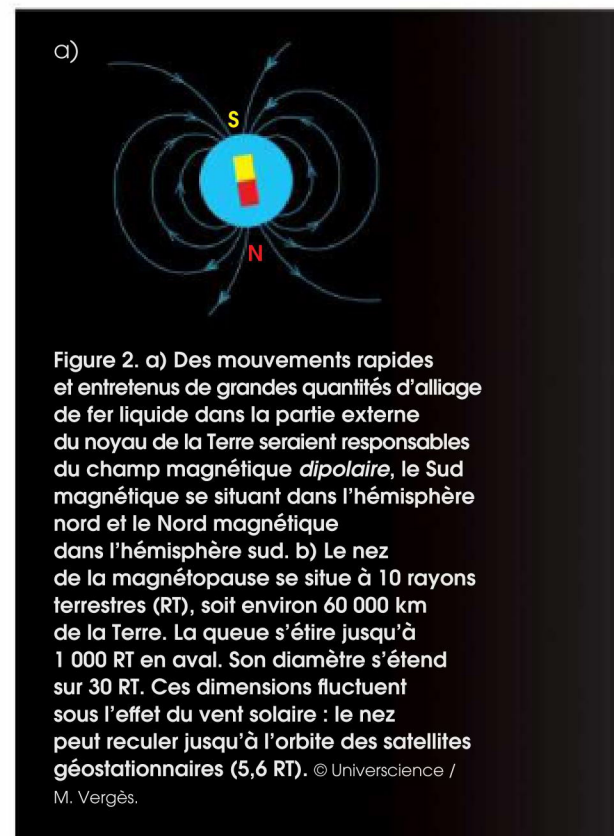 a)
S
N
Figure 2. a) Des mouvements rapides
et entretenus de grandes quantités d'alliage
de fer liquide dans la partie externe
du noyau de la Terre seraient responsables
du champ magnétique dipolaire, le Sud
magnétique se situant dans l'hémisphère
nord et le Nord magnétique
dans l'hémisphère sud. b) Le nez
de la magnétopause se situe à 10 rayons
terrestres (RT), soit environ 60 000 km
de la Terre. La queue s'étire jusqu'à
1 000 RT en aval. Son diamètre s'étend
sur 30 RT. Ces dimensions fluctuent
sous l'effet du vent solaire : le nez
peut reculer jusqu'à l'orbite des satellites
géostationnaires (5,6 RT). © Universcience /
M. Vergès.